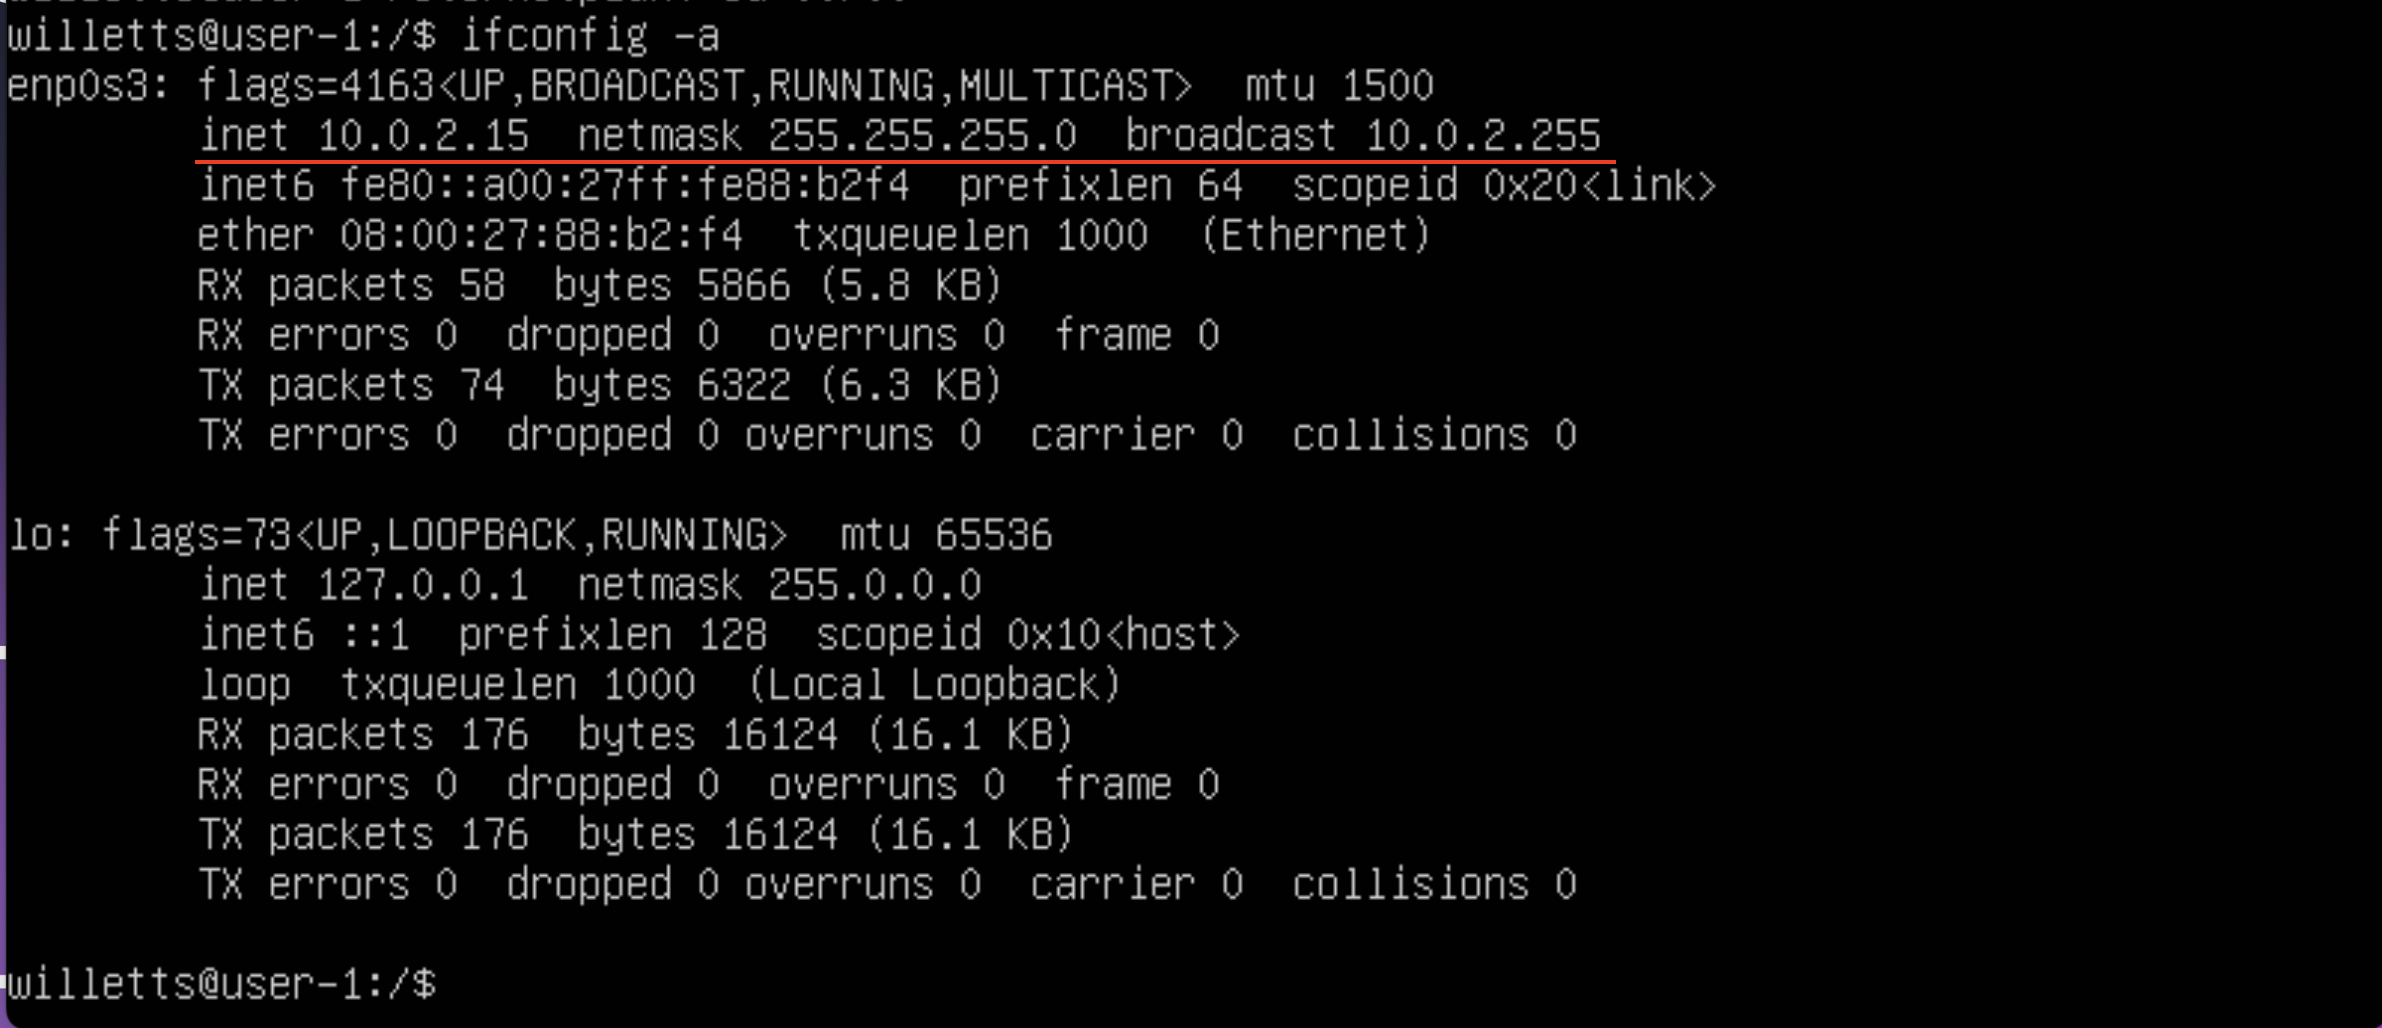 willetts@user-1:/$ ifconfig -a
enp0s3: flags=4163<UP,BROADCAST,RUNNING,MULTICAST>  mtu 1500
        inet 10.0.2.15  netmask 255.255.255.0  broadcast 10.0.2.255
        inet6 fe80::a00:27ff:fe88:b2f4  prefixlen 64  scopeid 0x20<link>
        ether 08:00:27:88:b2:f4  txqueuelen 1000  (Ethernet)
        RX packets 58  bytes 5866 (5.8 KB)
        RX errors 0  dropped 0  overruns 0  frame 0
        TX packets 74  bytes 6322 (6.3 KB)
        TX errors 0  dropped 0 overruns 0  carrier 0  collisions 0

lo: flags=73<UP,LOOPBACK,RUNNING>  mtu 65536
        inet 127.0.0.1  netmask 255.0.0.0
        inet6 ::1  prefixlen 128  scopeid 0x10<host>
        loop  txqueuelen 1000  (Local Loopback)
        RX packets 176  bytes 16124 (16.1 KB)
        RX errors 0  dropped 0  overruns 0  frame 0
        TX packets 176  bytes 16124 (16.1 KB)
        TX errors 0  dropped 0 overruns 0  carrier 0  collisions 0

willetts@user-1:/$